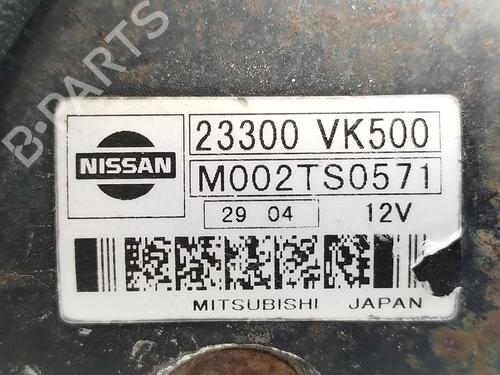 B-PARTS
NISSAN
23300 VK500
M002TS0571
29 04 12V
MITSUBISHI JAPAN